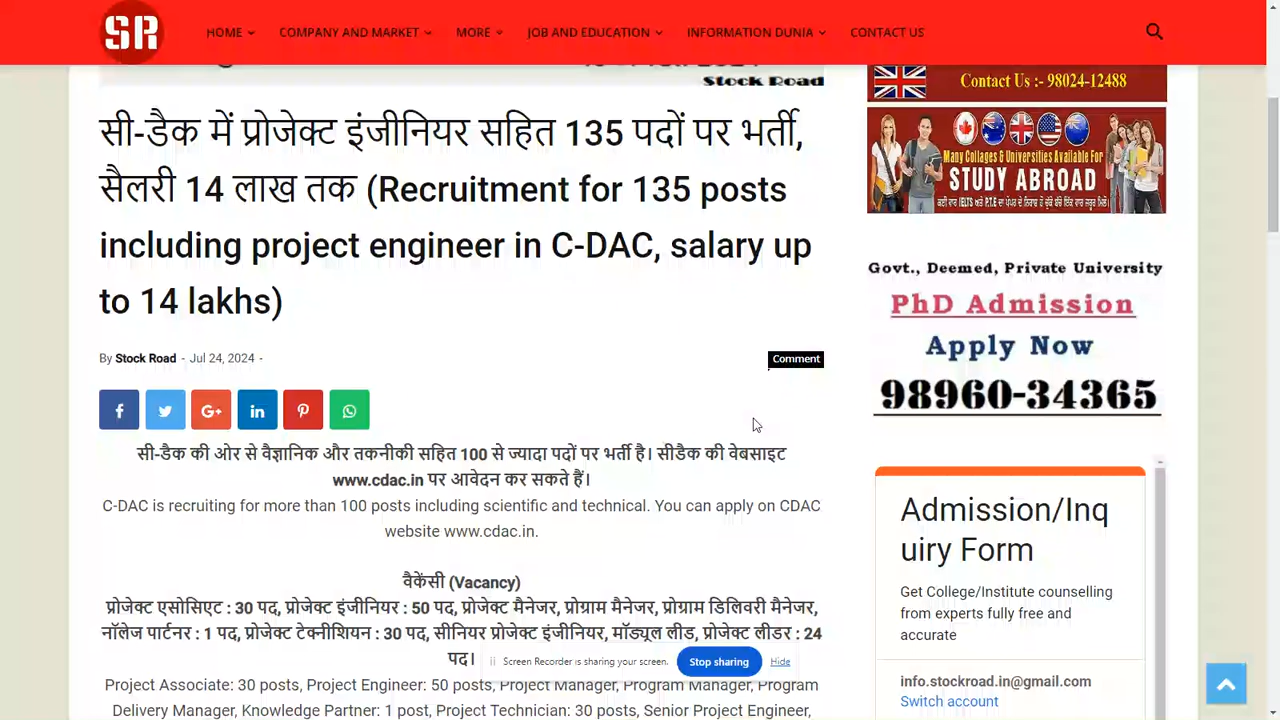 SR HOME COMPANY AND MARKET MORE JOB AND EDUCATION INFORMATION DUNIA CONTACT US
Stock Road
सी-डैक में प्रोजेक्ट इंजीनियर सहित 135 पदों पर भर्ती,
सैलरी 14 लाख तक (Recruitment for 135 posts
including project engineer in C-DAC, salary up
to 14 lakhs)
By Stock Road - Jul 24, 2024 -
Comment
सी-डैक की ओर से वैज्ञानिक और तकनीकी सहित 100 से ज्यादा पदों पर भर्ती है। सीडैक की वेबसाइट
www.cdac.in पर आवेदन कर सकते हैं।
C-DAC is recruiting for more than 100 posts including scientific and technical. You can apply on CDAC
website www.cdac.in.
वैकेंसी (Vacancy)
प्रोजेक्ट एसोसिएट : 30 पद, प्रोजेक्ट इंजीनियर : 50 पद, प्रोजेक्ट मैनेजर, प्रोग्राम मैनेजर, प्रोग्राम डिलिवरी मैनेजर,
नॉलेज पार्टनर : 1 पद, प्रोजेक्ट टेक्नीशियन : 30 पद, सीनियर प्रोजेक्ट इंजीनियर, मॉड्यूल लीड, प्रोजेक्ट लीडर : 24
पद।
Screen Recorder is sharing your screen. Stop sharing Hide
Project Associate: 30 posts, Project Engineer: 50 posts, Project Manager, Program Manager, Program
Delivery Manager, Knowledge Partner: 1 post, Project Technician: 30 posts, Senior Project Engineer,
Contact Us :- 98024-12488
Many Collages & Universities Available For
STUDY ABROAD
Govt., Deemed, Private University
PhD Admission
Apply Now
98960-34365
Admission/Inq
uiry Form
Get College/Institute counselling
from experts fully free and
accurate
info.stockroad.in@gmail.com
Switch account